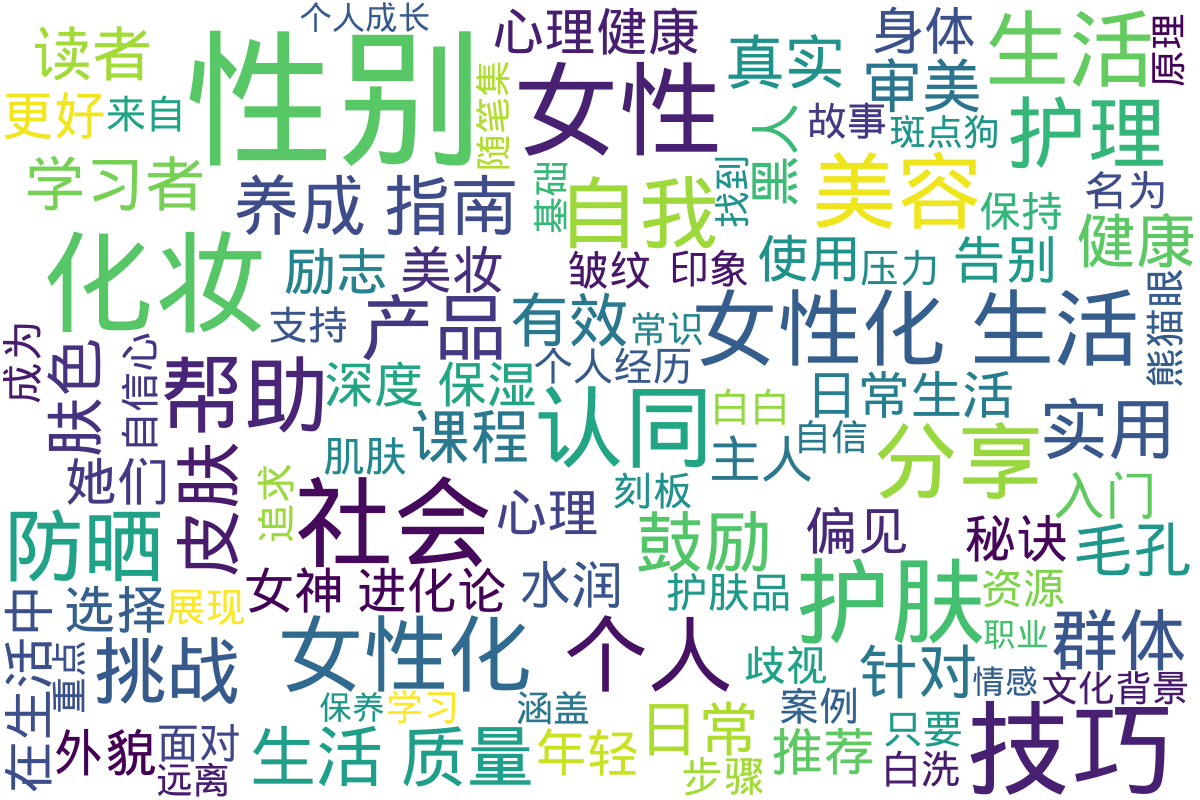 个人成长
读者
性别
随笔集
心理健康
真实
身体
生活
原理
更好
来自
女性
审美
人
故事
斑点狗
护理
学习者
养成 指南
基础
自我
找到
黑
美容
保持
名为
健康
化妆
励志
美妆
皱纹
印象
使用
压力
告别
支持
产品
有效
常识
女性化 生活
熊猫眼
成为
肤色
自信心
帮助
深度 保湿
个人经历
认同
白白
日常生活
实用
肌肤
课程
主人
自信
分享
她们
皮肤
追求
社会
心理
刻板
入门
防晒
鼓励
偏见
秘诀
毛孔
女神 进化论
水润
护肤品
护肤
资源
中
选择
展现
职业
群体
在生活
重点
挑战
女性化
个人
歧视
针对
情感
文化背景
保养
学习
涵盖
案例
只要
技巧
外貌
面对
远离
生活 质量
年轻
日常
步骤
推荐
白洗